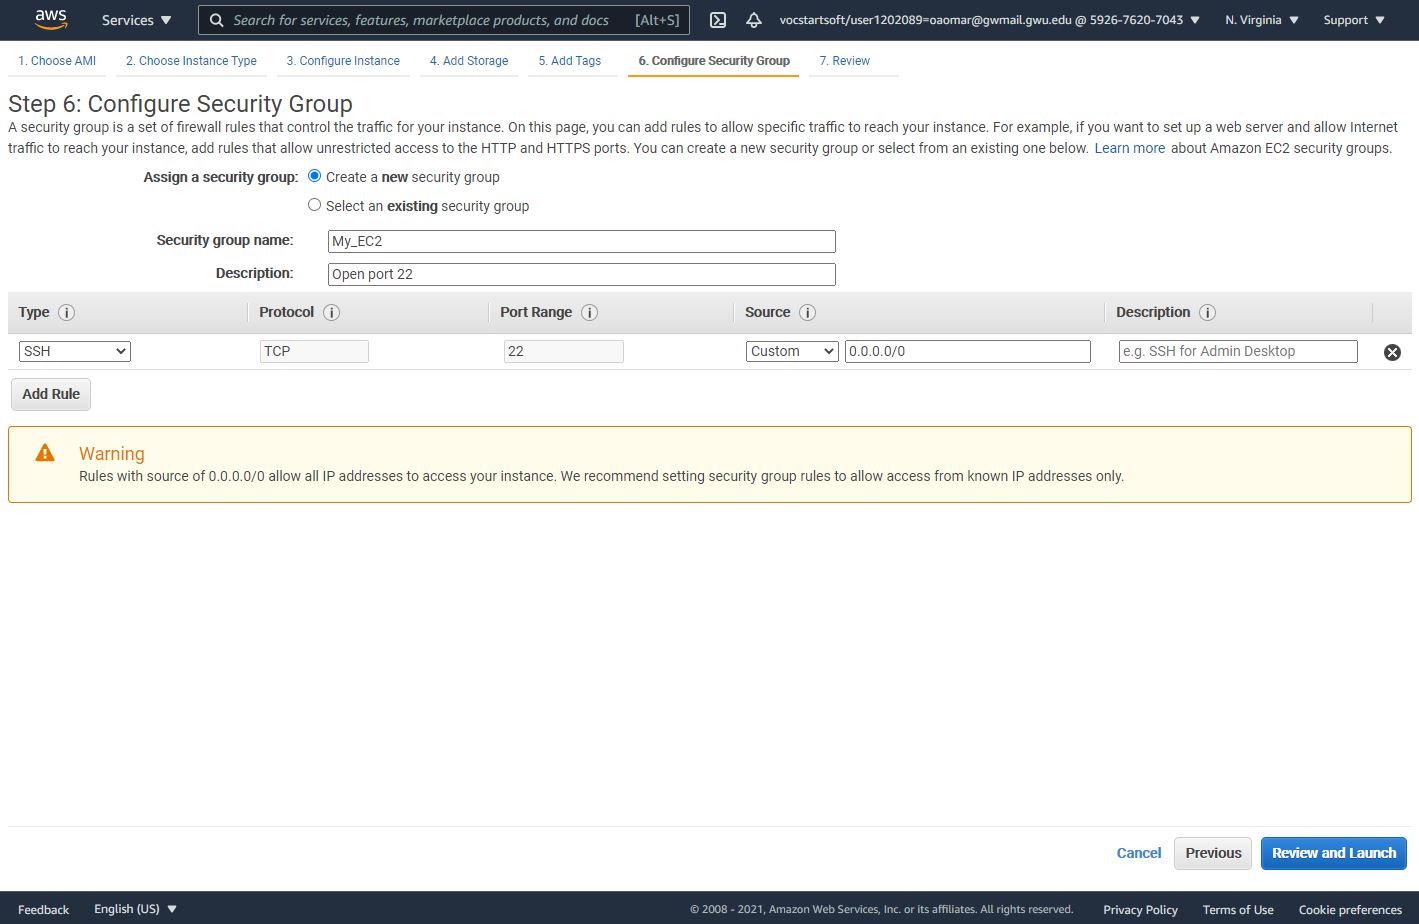 aws Services Search for services, features, marketplace products, and docs [Alt+S] vocstartsoft/user1202089=oaomar@gwmail.gwu.edu @ 5926-7620-7043 N. Virginia Support
1. Choose AMI 2. Choose Instance Type 3. Configure Instance 4. Add Storage 5. Add Tags 6. Configure Security Group 7. Review
Step 6: Configure Security Group
A security group is a set of firewall rules that control the traffic for your instance. On this page, you can add rules to allow specific traffic to reach your instance. For example, if you want to set up a web server and allow Internet
traffic to reach your instance, add rules that allow unrestricted access to the HTTP and HTTPS ports. You can create a new security group or select from an existing one below. Learn more about Amazon EC2 security groups.
Assign a security group: Create a new security group
Select an existing security group
Security group name: My_EC2
Description: Open port 22
Type i Protocol i Port Range i Source i Description i
SSH TCP 22 Custom 0.0.0.0/0 e.g. SSH for Admin Desktop
Add Rule
Warning
Rules with source of 0.0.0.0/0 allow all IP addresses to access your instance. We recommend setting security group rules to allow access from known IP addresses only.
Cancel Previous Review and Launch
Feedback English (US) © 2008 - 2021, Amazon Web Services, Inc. or its affiliates. All rights reserved. Privacy Policy Terms of Use Cookie preferences